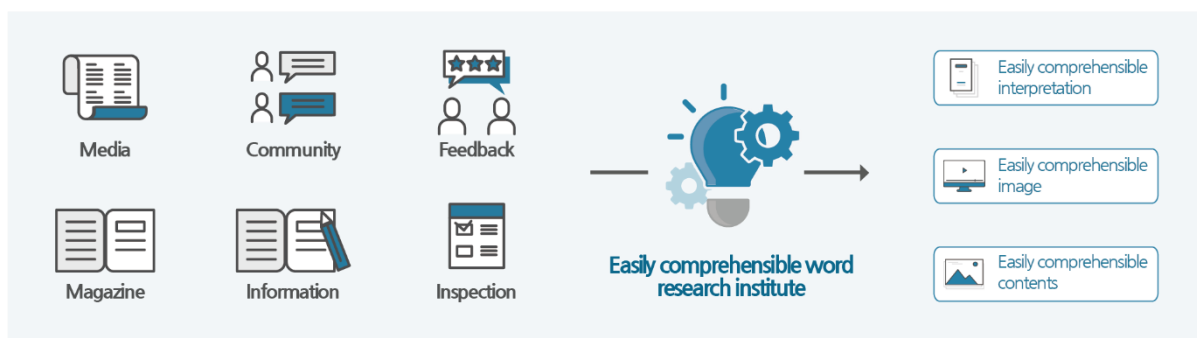 Media
Community
Feedback
Magazine
Information
Inspection
Easily comprehensible word
research institute
Easily comprehensible
interpretation
Easily comprehensible
image
Easily comprehensible
contents